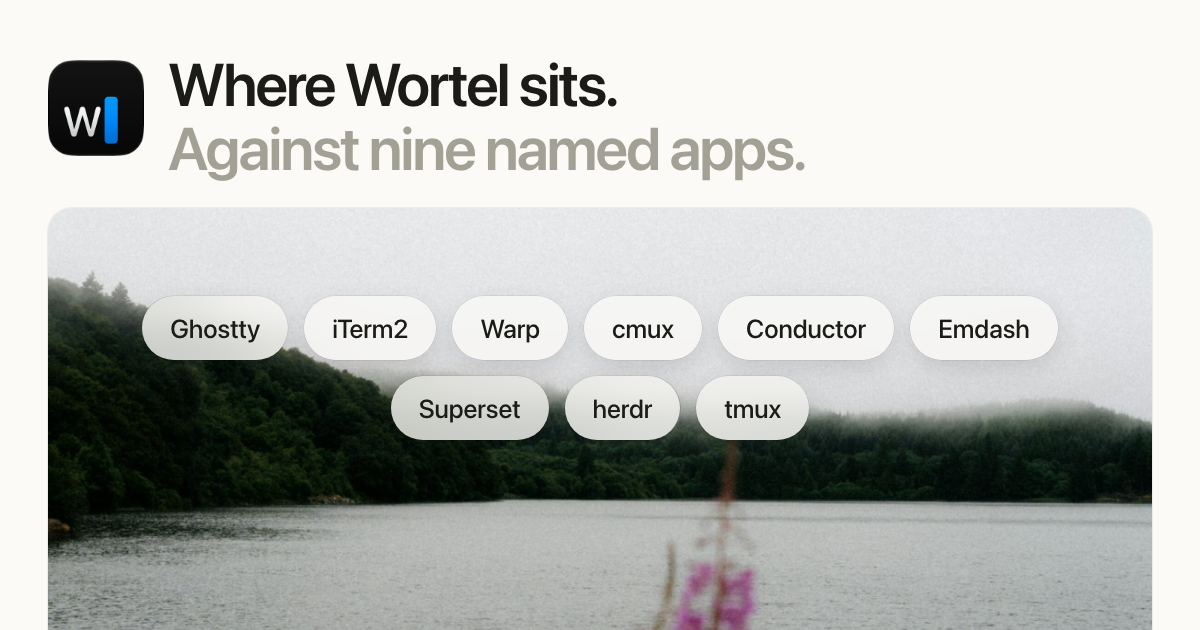 w
Where Wortel sits.
Against nine named apps.
Ghostty iTerm2 Warp cmux Conductor Emdash
Superset herdr tmux